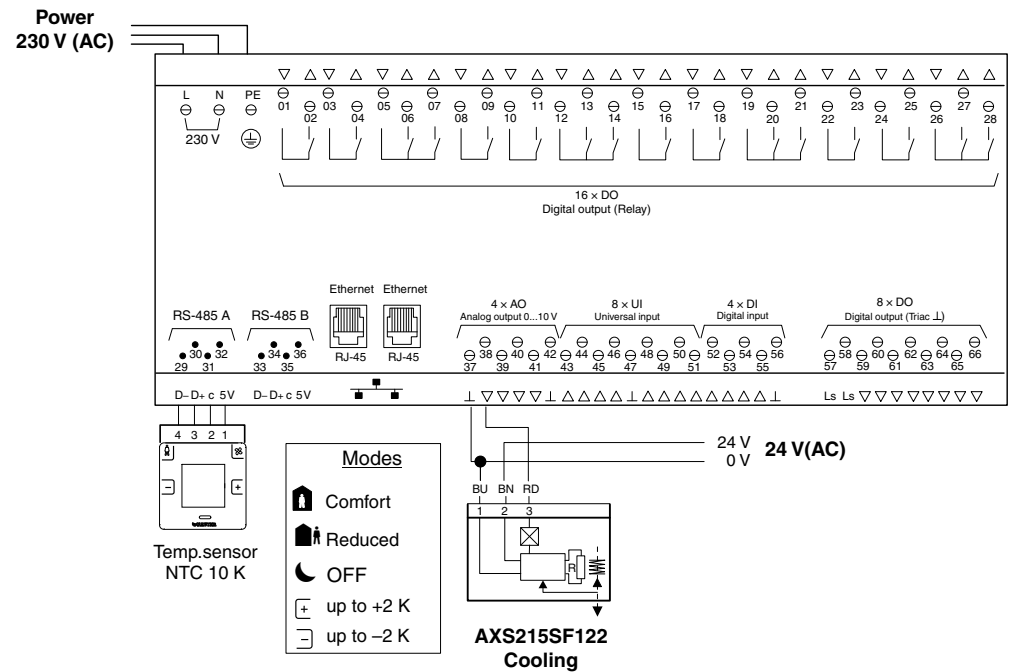 Power
230 V (AC)
L N PE
230 V
01 02 03 04 05 06 07 08 09 10 11 12 13 14 15 16 17 18 19 20 21 22 23 24 25 26 27 28
16 × DO
Digital output (Relay)
Ethernet Ethernet
RJ-45 RJ-45
RS-485 A RS-485 B
29 30 31 32 33 34 35 36
4 × AO
Analog output 0...10 V
8 × UI
Universal input
4 × DI
Digital input
8 × DO
Digital output (Triac ⊥)
37 38 39 40 41 42 43 44 45 46 47 48 49 50 51 52 53 54 55 56 57 58 59 60 61 62 63 64 65 66
D– D+ c 5V D– D+ c 5V
Ls Ls
4 3 2 1
Temp.sensor
NTC 10 K
Modes
Comfort
Reduced
OFF
+ up to +2 K
– up to –2 K
24 V
0 V
24 V(AC)
BU BN RD
1 2 3
R
AXS215SF122
Cooling